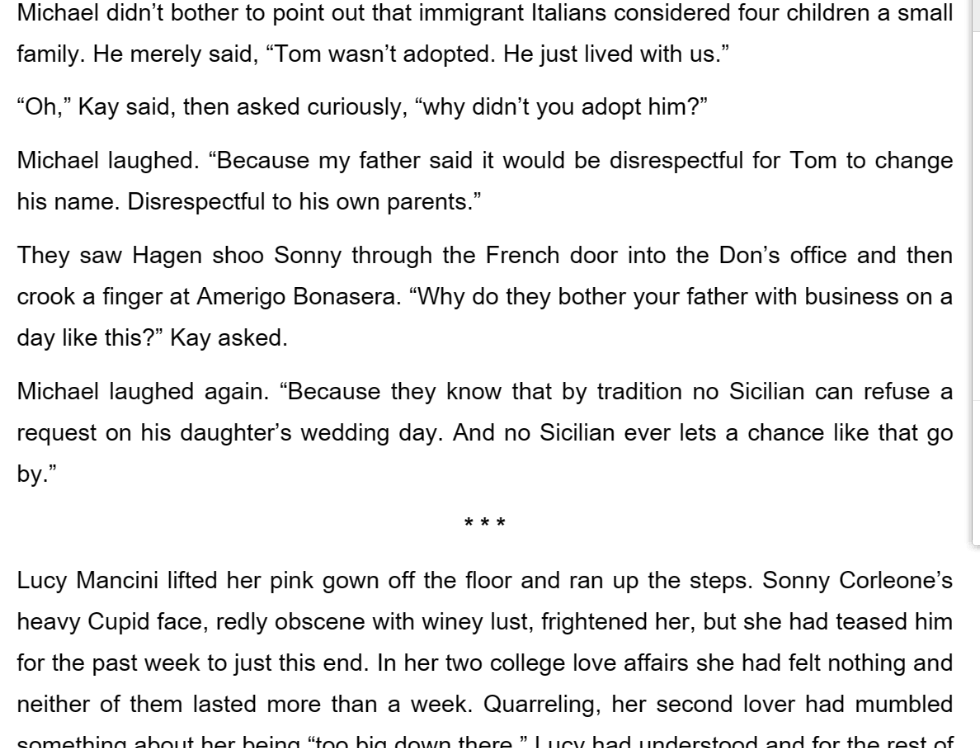 Michael didn’t bother to point out that immigrant Italians considered four children a small
family. He merely said, “Tom wasn’t adopted. He just lived with us.”
“Oh,” Kay said, then asked curiously, “why didn’t you adopt him?”
Michael laughed. “Because my father said it would be disrespectful for Tom to change
his name. Disrespectful to his own parents.”
They saw Hagen shoo Sonny through the French door into the Don’s office and then
crook a finger at Amerigo Bonasera. “Why do they bother your father with business on a
day like this?” Kay asked.
Michael laughed again. “Because they know that by tradition no Sicilian can refuse a
request on his daughter’s wedding day. And no Sicilian ever lets a chance like that go
by.”
* * *
Lucy Mancini lifted her pink gown off the floor and ran up the steps. Sonny Corleone’s
heavy Cupid face, redly obscene with winey lust, frightened her, but she had teased him
for the past week to just this end. In her two college love affairs she had felt nothing and
neither of them lasted more than a week. Quarreling, her second lover had mumbled
something about her being “too big down there.” Lucy had understood and for the rest of